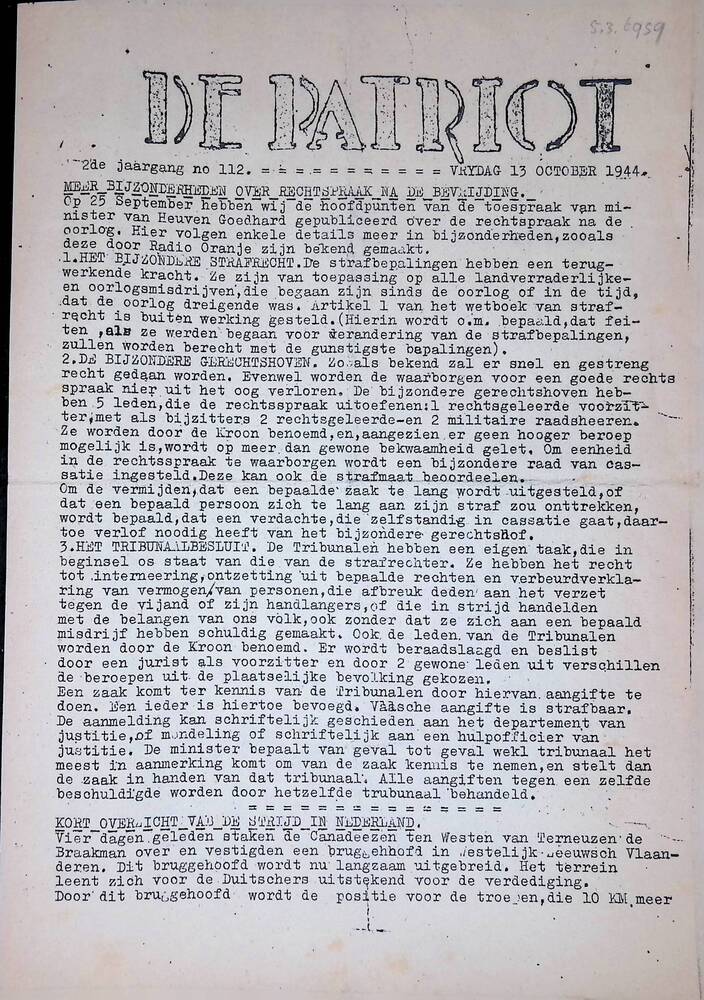 5.3.6959
DE PATRIOT
2de jaargang no 112. = = = = = = = = = = = VRYDAG 13 OCTOBER 1944.
MEER BIJZONDERHEDEN OVER RECHTSPRAAK NA DE BEVRIJDING.
Op 25 September hebben wij de hoofdpunten van de toespraak van mi-
nister van Heuven Goedhard gepubliceerd over de rechtspraak na de
oorlog. Hier volgen enkele details meer in bijzonderheden, zooals
deze door Radio Oranje zijn bekend gemaakt.
1.HET BIJZONDERE STRAFRECHT.De strafbepalingen hebben een terug-
werkende kracht. Ze zijn van toepassing op alle landverraderlijke-
en oorlogsmisdrijven,die begaan zijn sinds de oorlog of in de tijd,
dat de oorlog dreigende was. Artikel 1 van het wetboek van straf-
recht is buiten werking gesteld.(Hierin wordt o.m. bepaald,dat fei-
ten ,als ze werden begaan voor verandering van de strafbepalingen,
zullen worden berecht met de gunstigste bapalingen).
2.DE BIJZONDERE GERECHTSHOVEN. Zooals bekend zal er snel en gestreng
recht gedaan worden. Evenwel worden de waarborgen voor een goede rechts
spraak nier uit het oog verloren. De bijzondere gerechtshoven heb-
ben 5 leden,die de rechtsspraak uitoefenen:1 rechtsgeleerde voorzit-
ter,met als bijzitters 2 rechtsgeleerde-en 2 militaire raadsheeren.
Ze worden door de Kroon benoemd,en,aangezien er geen hooger beroep
mogelijk is,wordt op meer dan gewone bekwaamheid gelet. Om eenheid
in de rechtsspraak te waarborgen wordt een bijzondere raad van cas-
satie ingesteld.Deze kan ook de strafmaat beoordeelen.
Om de vermijden,dat een bepaalde zaak te lang wordt uitgesteld,of
dat een bepaald persoon zich te lang aan zijn straf zou onttrekken,
wordt bepaald,dat een verdachte,die zelfstandig in cassatie gaat,daar-
toe verlof noodig heeft van het bijzondere gerechtshof.
3.HET TRIBUNAALBESLUIT. De Tribunalen hebben een eigen taak,die in
beginsel os staat van die van de strafrechter. Ze hebben het recht
tot interneering,ontzetting uit bepaalde rechten en verbeurdverkla-
ring van vermogen/van personen,die afbreuk deden aan het verzet
tegen de vijand of zijn handlangers,of die in strijd handelden
met de belangen van ons volk,ook zonder dat ze zich aan een bepaald
misdrijf hebben schuldig gemaakt. Ook de leden van de Tribunalen
worden door de Kroon benoemd. Er wordt beraadslaagd en beslist
door een jurist als voorzitter en door 2 gewone leden uit verschillen
de beroepen uit de plaatselijke bevolking gekozen.
Een zaak komt ter kennis van de Tribunalen door hiervan aangifte te
doen. Een ieder is hiertoe bevoegd. Vaàsche aangifte is strafbaar.
De aanmelding kan schriftelijk geschieden aan het departement van
justitie,of mondeling of schriftelijk aan een hulpofficier van
justitie. De minister bepaalt van geval tot geval wekl tribunaal het
meest in aanmerking komt om van de zaak kennis te nemen,en stelt dan
de zaak in handen van dat tribunaal. Alle aangiften tegen een zelfde
beschuldigde worden door hetzelfde trubunaal behandeld.
= = = = = = = = = = = = = = =
KORT OVERZICHT VAB DE STRIJD IN NEDERLAND.
Vier dagen geleden staken de Canadeezen ten Westen van Terneuzen de
Braakman over en vestigden een bruggehhofd in Westelijk-Zeeuwsch Vlaan-
deren. Dit bruggehoofd wordt nu langzaam uitgebreid. Het terrein
leent zich voor de Duitschers uitstekend voor de verdediging.
Door dit bruggehoofd wordt de positie voor de troepen,die 10 KM meer
-1-